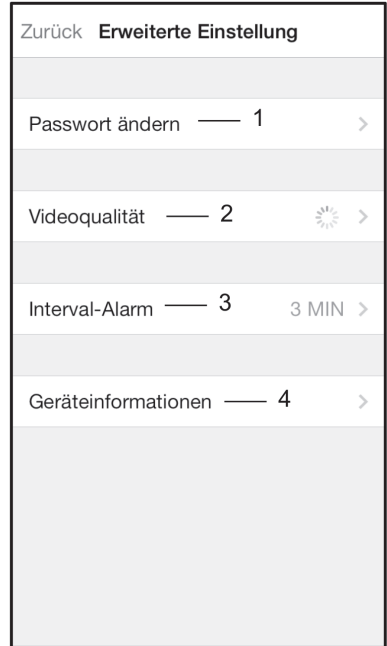 Zurück Erweiterte Einstellung
Passwort ändern 1
Videoqualität 2
Interval-Alarm 3 3 MIN
Geräteinformationen 4